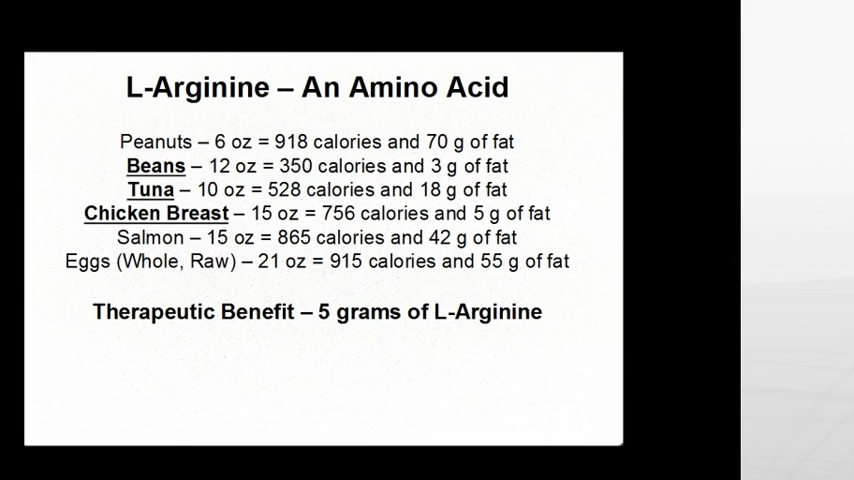 L-Arginine – An Amino Acid
Peanuts – 6 oz = 918 calories and 70 g of fat
Beans – 12 oz = 350 calories and 3 g of fat
Tuna – 10 oz = 528 calories and 18 g of fat
Chicken Breast – 15 oz = 756 calories and 5 g of fat
Salmon – 15 oz = 865 calories and 42 g of fat
Eggs (Whole, Raw) – 21 oz = 915 calories and 55 g of fat
Therapeutic Benefit – 5 grams of L-Arginine